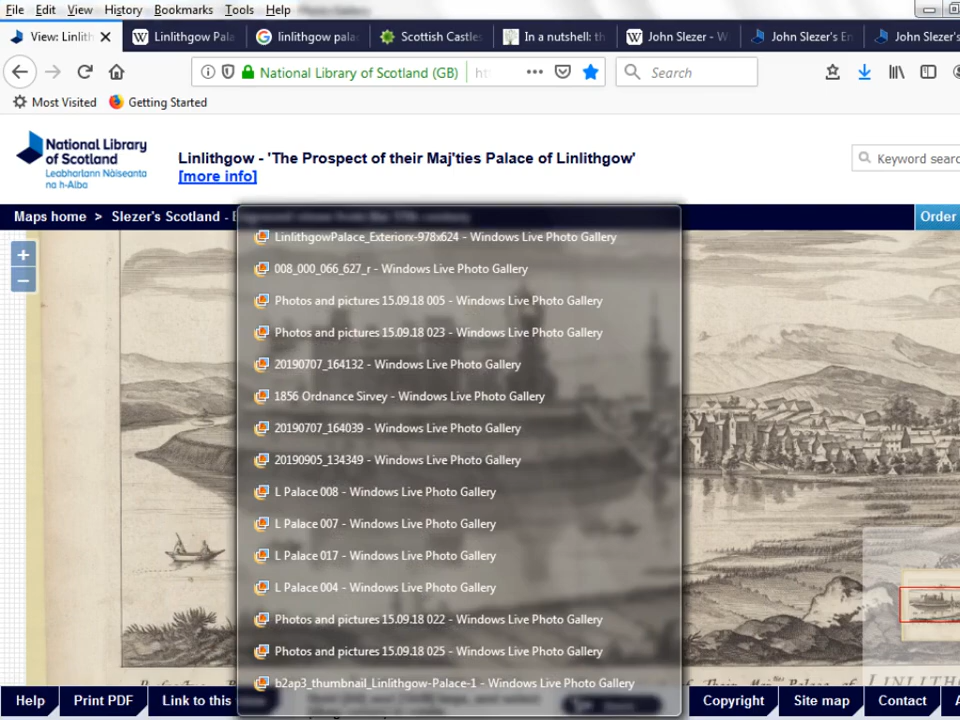 File Edit View History Bookmarks Tools Help
View: Linlith
Linlithgow Pala
linlithgow pala
Scottish Castles
In a nutshell: th
John Slezer - W
John Slezer's En
John Slezer's
National Library of Scotland (GB)
Search
Most Visited Getting Started
National Library
of Scotland
Leabharlann Nàiseanta
na h-Alba
Linlithgow - 'The Prospect of their Maj'ties Palace of Linlithgow'
[more info]
Keyword searc
Maps home > Slezer's Scotland -
Order
+
−
LinlithgowPalace_Exteriorx-978x624 - Windows Live Photo Gallery
008_000_066_627_r - Windows Live Photo Gallery
Photos and pictures 15.09.18 005 - Windows Live Photo Gallery
Photos and pictures 15.09.18 023 - Windows Live Photo Gallery
20190707_164132 - Windows Live Photo Gallery
1856 Ordnance Sirvey - Windows Live Photo Gallery
20190707_164039 - Windows Live Photo Gallery
20190905_134349 - Windows Live Photo Gallery
L Palace 008 - Windows Live Photo Gallery
L Palace 007 - Windows Live Photo Gallery
L Palace 017 - Windows Live Photo Gallery
L Palace 004 - Windows Live Photo Gallery
Photos and pictures 15.09.18 022 - Windows Live Photo Gallery
Photos and pictures 15.09.18 025 - Windows Live Photo Gallery
b2ap3_thumbnail_Linlithgow-Palace-1 - Windows Live Photo Gallery
Help Print PDF Link to this Copyright Site map Contact